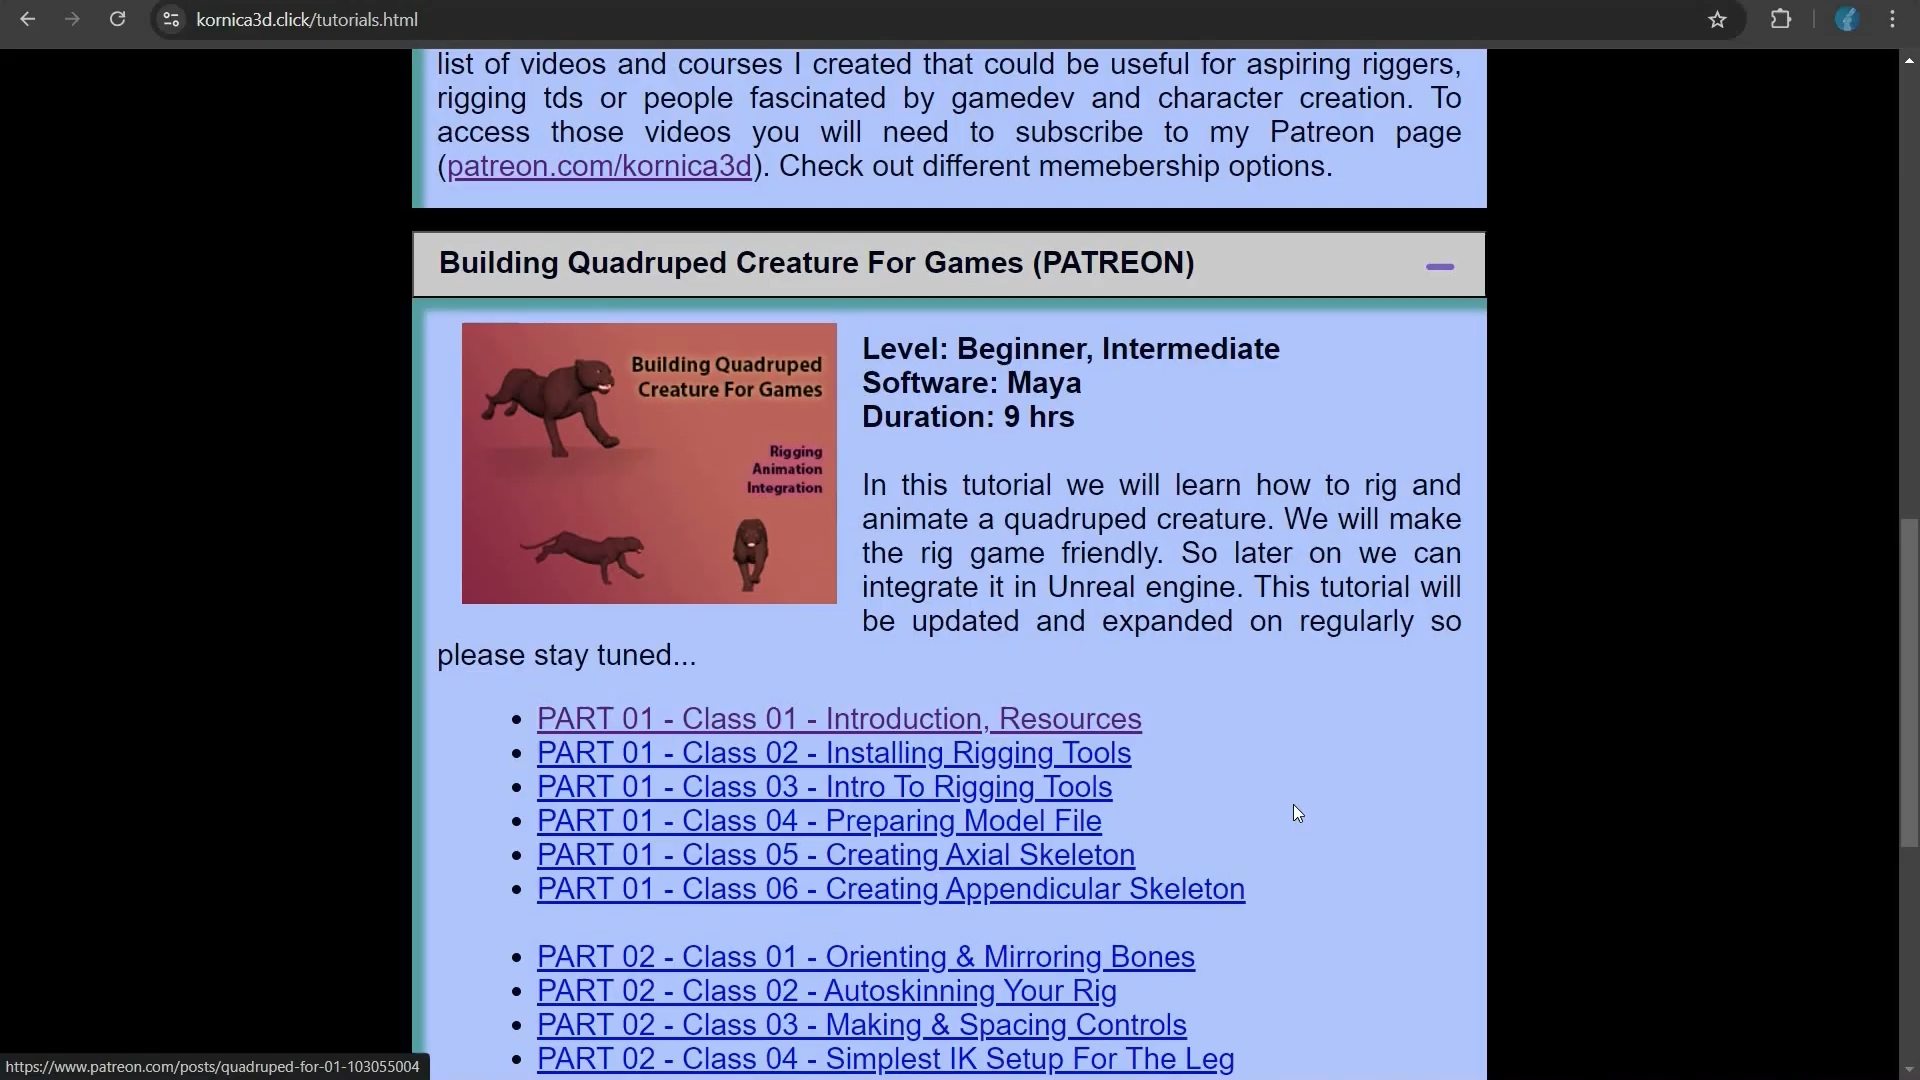 kornica3d.click/tutorials.html
list of videos and courses I created that could be useful for aspiring riggers,
rigging tds or people fascinated by gamedev and character creation. To
access those videos you will need to subscribe to my Patreon page
(patreon.com/kornica3d). Check out different memebership options.
Building Quadruped Creature For Games (PATREON)
Building Quadruped
Creature For Games
Rigging
Animation
Integration
Level: Beginner, Intermediate
Software: Maya
Duration: 9 hrs
In this tutorial we will learn how to rig and
animate a quadruped creature. We will make
the rig game friendly. So later on we can
integrate it in Unreal engine. This tutorial will
be updated and expanded on regularly so
please stay tuned...
• PART 01 - Class 01 - Introduction, Resources
• PART 01 - Class 02 - Installing Rigging Tools
• PART 01 - Class 03 - Intro To Rigging Tools
• PART 01 - Class 04 - Preparing Model File
• PART 01 - Class 05 - Creating Axial Skeleton
• PART 01 - Class 06 - Creating Appendicular Skeleton
• PART 02 - Class 01 - Orienting & Mirroring Bones
• PART 02 - Class 02 - Autoskinning Your Rig
• PART 02 - Class 03 - Making & Spacing Controls
• PART 02 - Class 04 - Simplest IK Setup For The Leg
https://www.patreon.com/posts/quadruped-for-01-103055004